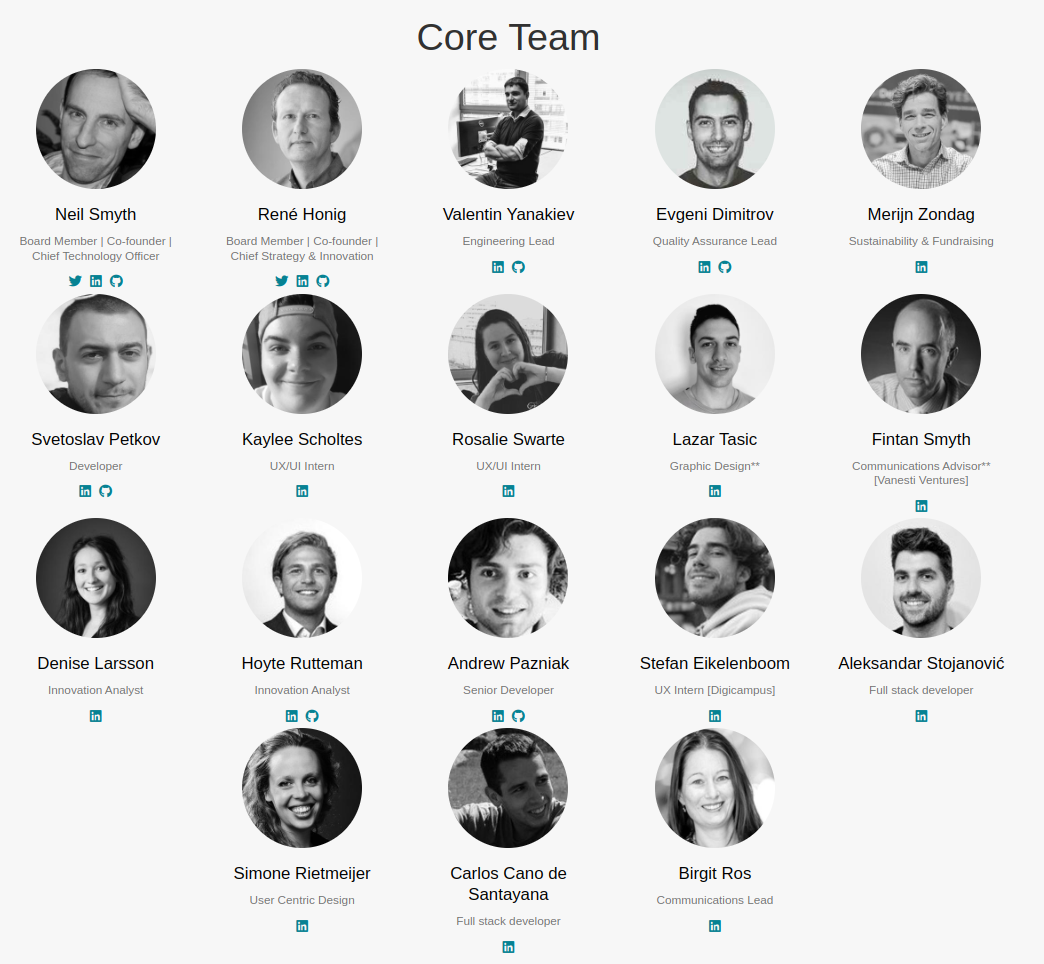 Core Team
Neil Smyth
Board Member | Co-founder |
Chief Technology Officer
René Honig
Board Member | Co-founder |
Chief Strategy & Innovation
Valentin Yanakiev
Engineering Lead
Evgeni Dimitrov
Quality Assurance Lead
Merijn Zondag
Sustainability & Fundraising
Svetoslav Petkov
Developer
Kaylee Scholtes
UX/UI Intern
Rosalie Swarte
UX/UI Intern
Lazar Tasic
Graphic Design**
Fintan Smyth
Communications Advisor**
[Vanesti Ventures]
Denise Larsson
Innovation Analyst
Hoyte Rutteman
Innovation Analyst
Andrew Pazniak
Senior Developer
Stefan Eikelenboom
UX Intern [Digicampus]
Aleksandar Stojanović
Full stack developer
Simone Rietmeijer
User Centric Design
Carlos Cano de
Santayana
Full stack developer
Birgit Ros
Communications Lead